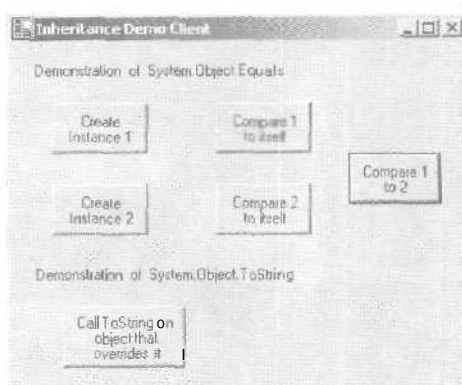 Inheritance Demo Client
Demonstration of System.Object.Equals
Create
Instance 1
Compare 1
to itself
Compare 1
to 2
Create
Instance 2
Compare 2
to itself
Demonstration of System.Object.ToString
Call ToString on
object that
overrides it